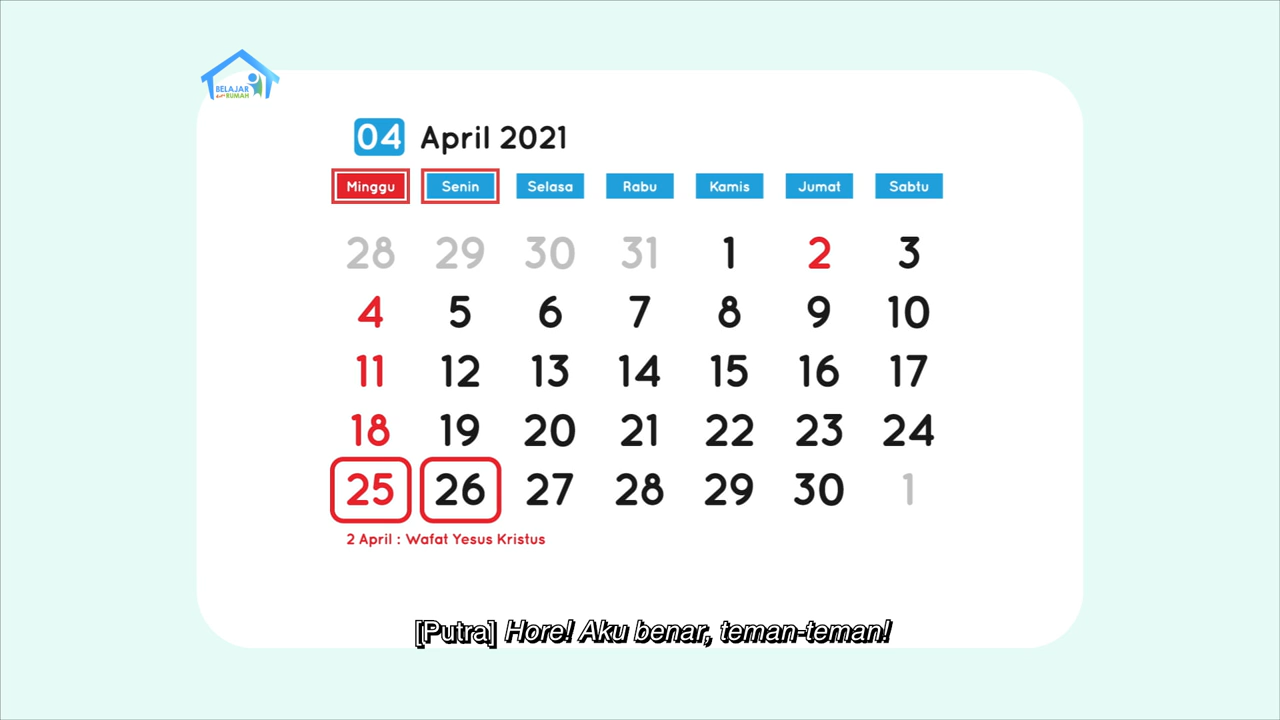 BELAJAR
dari RUMAH
04 April 2021
Minggu Senin Selasa Rabu Kamis Jumat Sabtu
28 29 30 31 1 2 3
4 5 6 7 8 9 10
11 12 13 14 15 16 17
18 19 20 21 22 23 24
25 26 27 28 29 30 1
2 April : Wafat Yesus Kristus
[Putra] Hore! Aku benar, teman-teman!